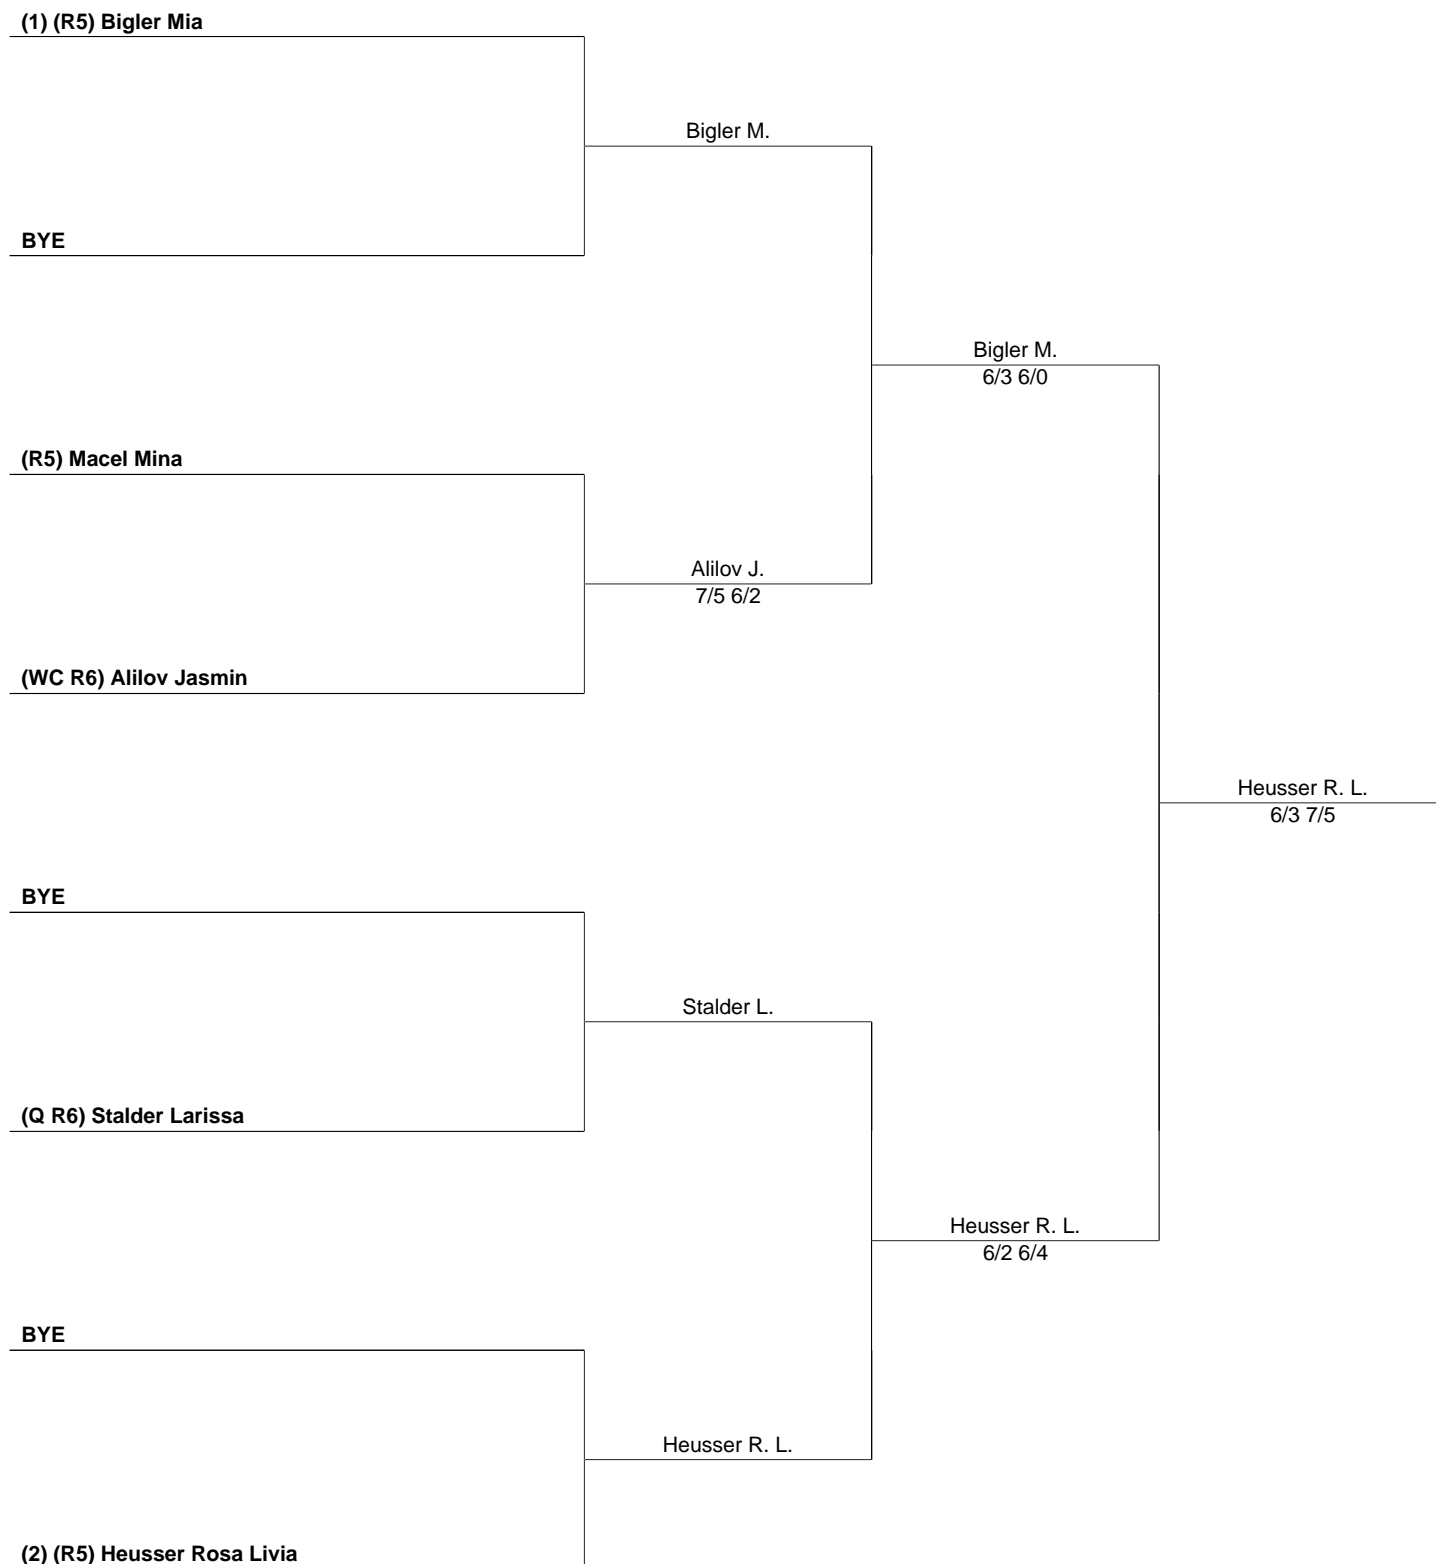 (1) (R5) Bigler Mia
Bigler M.
BYE
Bigler M.
6/3 6/0
(R5) Macel Mina
Alilov J.
7/5 6/2
(WC R6) Alilov Jasmin
Heusser R. L.
6/3 7/5
BYE
Stalder L.
(Q R6) Stalder Larissa
Heusser R. L.
6/2 6/4
BYE
Heusser R. L.
(2) (R5) Heusser Rosa Livia